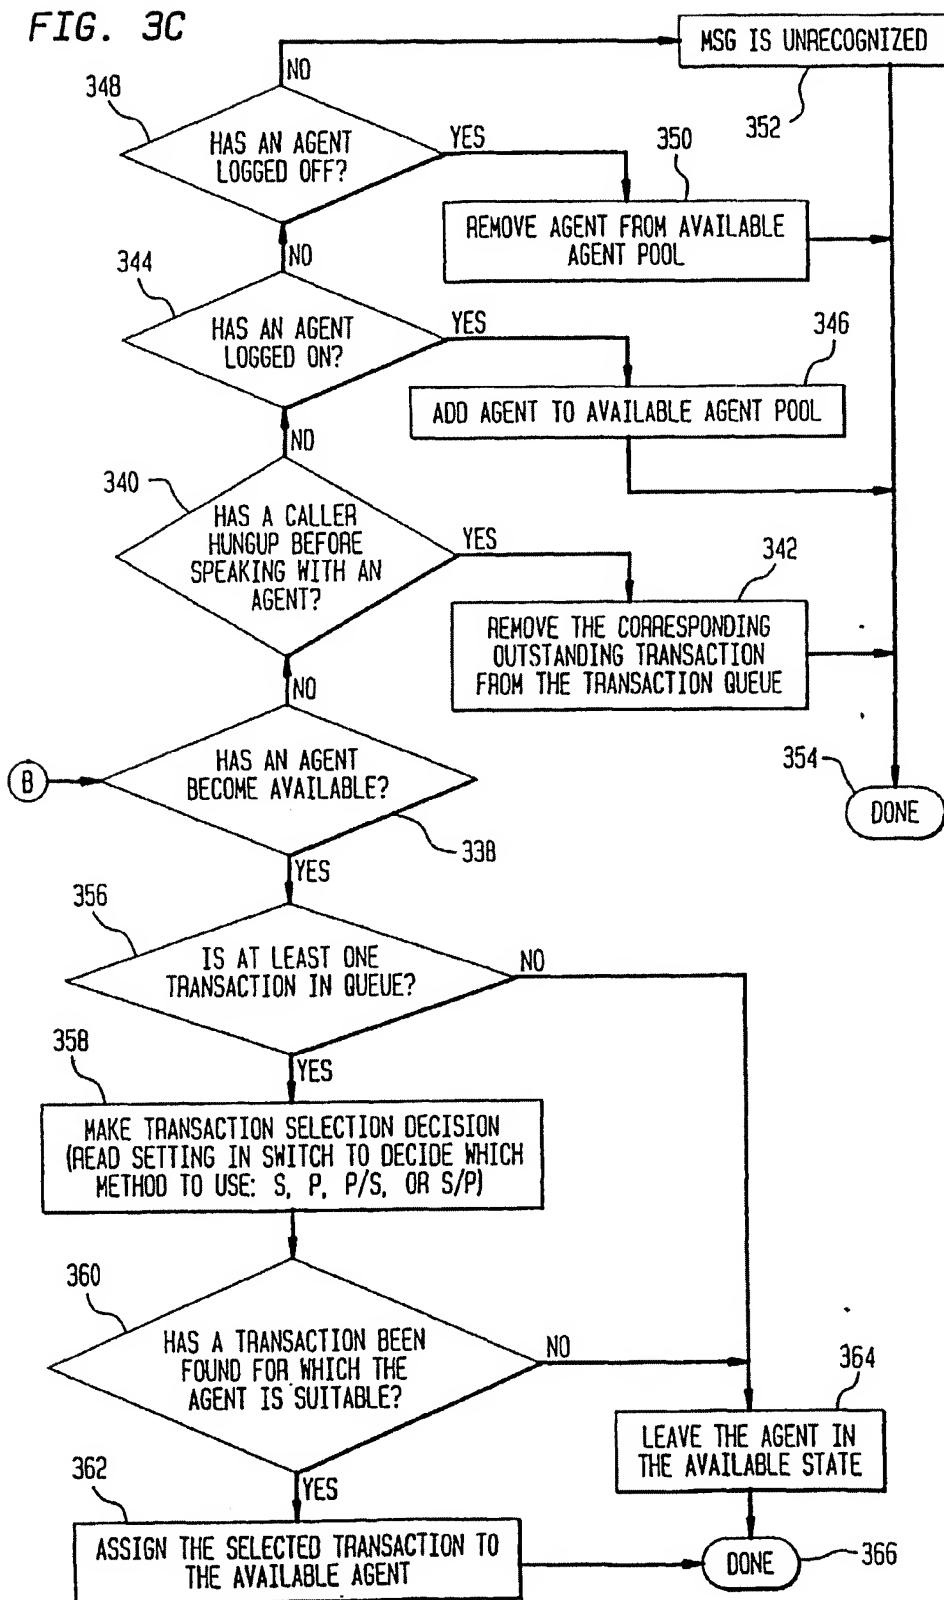 FIG. 3C
MSG IS UNRECOGNIZED
352
NO
348
HAS AN AGENT
LOGGED OFF?
YES
350
REMOVE AGENT FROM AVAILABLE
AGENT POOL
NO
344
HAS AN AGENT
LOGGED ON?
YES
346
ADD AGENT TO AVAILABLE AGENT POOL
NO
340
HAS A CALLER
HUNGUP BEFORE
SPEAKING WITH AN
AGENT?
YES
342
REMOVE THE CORRESPONDING
OUTSTANDING TRANSACTION
FROM THE TRANSACTION QUEUE
NO
B
HAS AN AGENT
BECOME AVAILABLE?
338
354
DONE
YES
356
IS AT LEAST ONE
TRANSACTION IN QUEUE?
NO
YES
358
MAKE TRANSACTION SELECTION DECISION
(READ SETTING IN SWITCH TO DECIDE WHICH
METHOD TO USE: S, P, P/S, OR S/P)
360
HAS A TRANSACTION BEEN
FOUND FOR WHICH THE
AGENT IS SUITABLE?
NO
364
LEAVE THE AGENT IN
THE AVAILABLE STATE
YES
362
ASSIGN THE SELECTED TRANSACTION TO
THE AVAILABLE AGENT
DONE
366